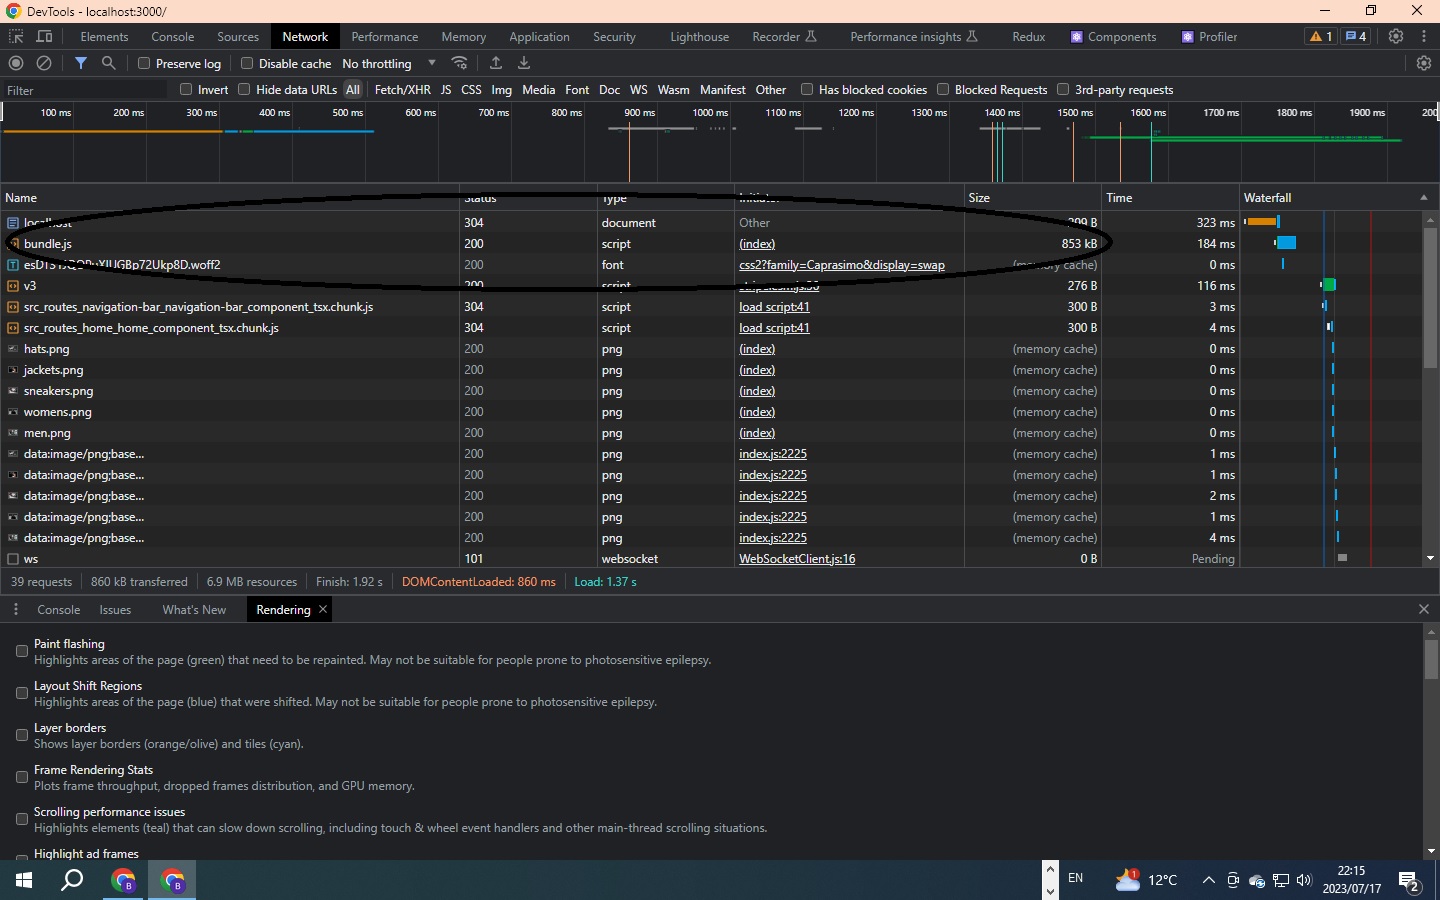 DevTools - localhost:3000/
Elements Console Sources Network Performance Memory Application Security Lighthouse Recorder Performance insights Redux Components Profiler 1 4
Preserve log Disable cache No throttling
Filter Invert Hide data URLs All Fetch/XHR JS CSS Img Media Font Doc WS Wasm Manifest Other Has blocked cookies Blocked Requests 3rd-party requests
100 ms 200 ms 300 ms 400 ms 500 ms 600 ms 700 ms 800 ms 900 ms 1000 ms 1100 ms 1200 ms 1300 ms 1400 ms 1500 ms 1600 ms 1700 ms 1800 ms 1900 ms 200
Name Status Type Initiator Size Time Waterfall
localhost 304 document Other 299 B 323 ms
bundle.js 200 script (index) 853 kB 184 ms
200 font css2?family=Caprasimo&display=swap (memory cache) 0 ms
v3 200 script 276 B 116 ms
src_routes_navigation-bar_navigation-bar_component_tsx.chunk.js 304 script load script:41 300 B 3 ms
src_routes_home_home_component_tsx.chunk.js 304 script load script:41 300 B 4 ms
hats.png 200 png (index) (memory cache) 0 ms
jackets.png 200 png (index) (memory cache) 0 ms
sneakers.png 200 png (index) (memory cache) 0 ms
womens.png 200 png (index) (memory cache) 0 ms
men.png 200 png (index) (memory cache) 0 ms
data:image/png;base... 200 png index.js:2225 (memory cache) 1 ms
data:image/png;base... 200 png index.js:2225 (memory cache) 1 ms
data:image/png;base... 200 png index.js:2225 (memory cache) 2 ms
data:image/png;base... 200 png index.js:2225 (memory cache) 1 ms
data:image/png;base... 200 png index.js:2225 (memory cache) 4 ms
ws 101 websocket WebSocketClient.js:16 0 B Pending
39 requests 860 kB transferred 6.9 MB resources Finish: 1.92 s DOMContentLoaded: 860 ms Load: 1.37 s
Console Issues What's New Rendering
Paint flashing
Highlights areas of the page (green) that need to be repainted. May not be suitable for people prone to photosensitive epilepsy.
Layout Shift Regions
Highlights areas of the page (blue) that were shifted. May not be suitable for people prone to photosensitive epilepsy.
Layer borders
Shows layer borders (orange/olive) and tiles (cyan).
Frame Rendering Stats
Plots frame throughput, dropped frames distribution, and GPU memory.
Scrolling performance issues
Highlights elements (teal) that can slow down scrolling, including touch & wheel event handlers and other main-thread scrolling situations.
Highlight ad frames
B B EN 1 12°C 22:15
2023/07/17 2